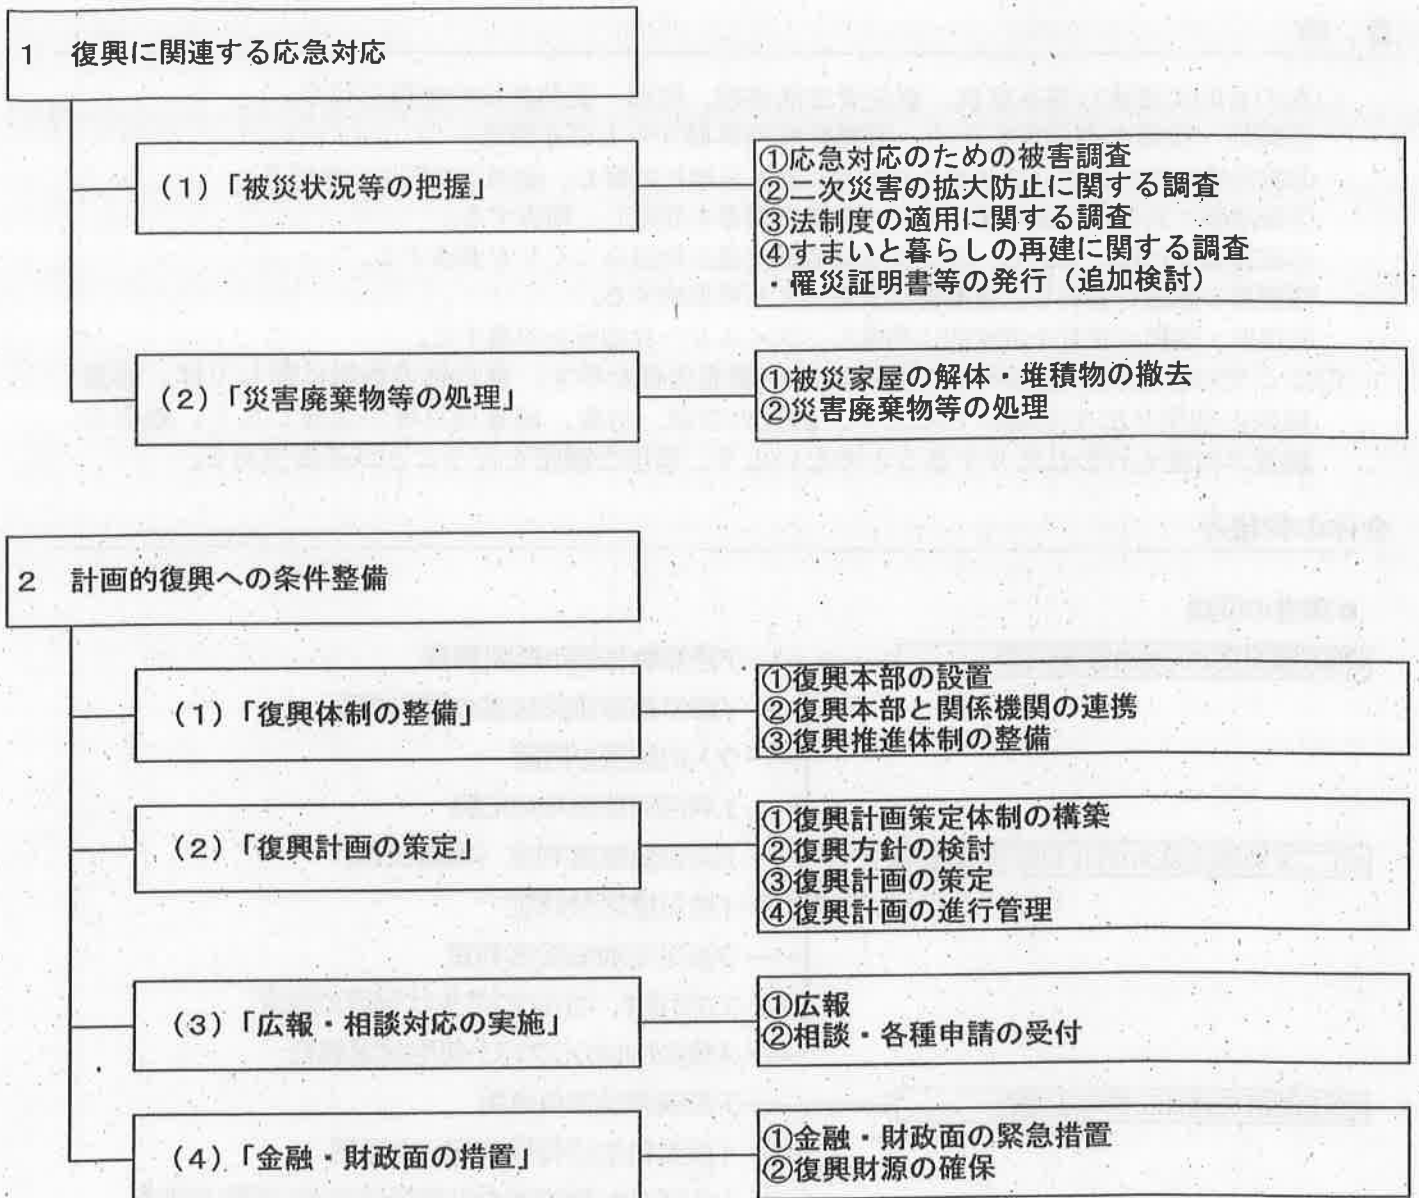 1 復興に関連する応急対応
(1)「被災状況等の把握」
①応急対応のための被害調査
②二次災害の拡大防止に関する調査
③法制度の適用に関する調査
④すまいと暮らしの再建に関する調査
・罹災証明書等の発行（追加検討）
(2)「災害廃棄物等の処理」
①被災家屋の解体・堆積物の撤去
②災害廃棄物等の処理
2 計画的復興への条件整備
(1)「復興体制の整備」
①復興本部の設置
②復興本部と関係機関の連携
③復興推進体制の整備
(2)「復興計画の策定」
①復興計画策定体制の構築
②復興方針の検討
③復興計画の策定
④復興計画の進行管理
(3)「広報・相談対応の実施」
①広報
②相談・各種申請の受付
(4)「金融・財政面の措置」
①金融・財政面の緊急措置
②復興財源の確保